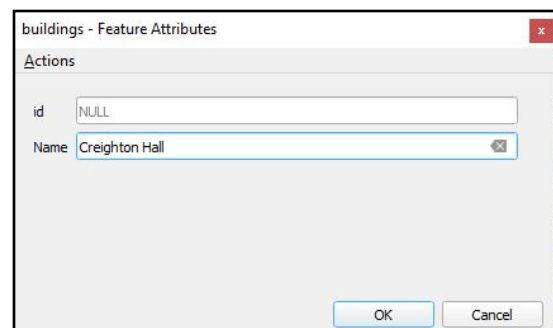 buildings - Feature Attributes
x
Actions
id NULL
Name Creighton Hall
OK Cancel